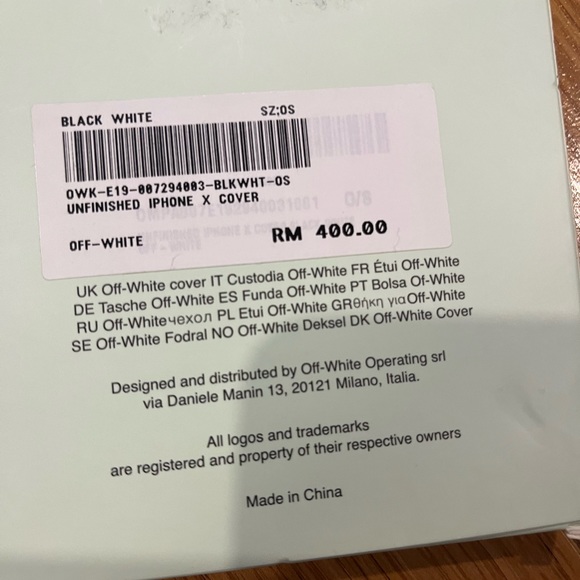 BLACK WHITE SZ;OS
OWK-E19-007294003-BLKWHT-OS
UNFINISHED IPHONE X COVER
O/S
OFF-WHITE RM 400.00
UK Off-White cover IT Custodia Off-White FR Étui Off-White
DE Tasche Off-White ES Funda Off-White PT Bolsa Of-White
RU Off-Whiteчехол PL Etui Off-White GRθήκη γιαOff-White
SE Off-White Fodral NO Off-White Deksel DK Off-White Cover
Designed and distributed by Off-White Operating srl
via Daniele Manin 13, 20121 Milano, Italia.
All logos and trademarks
are registered and property of their respective owners
Made in China